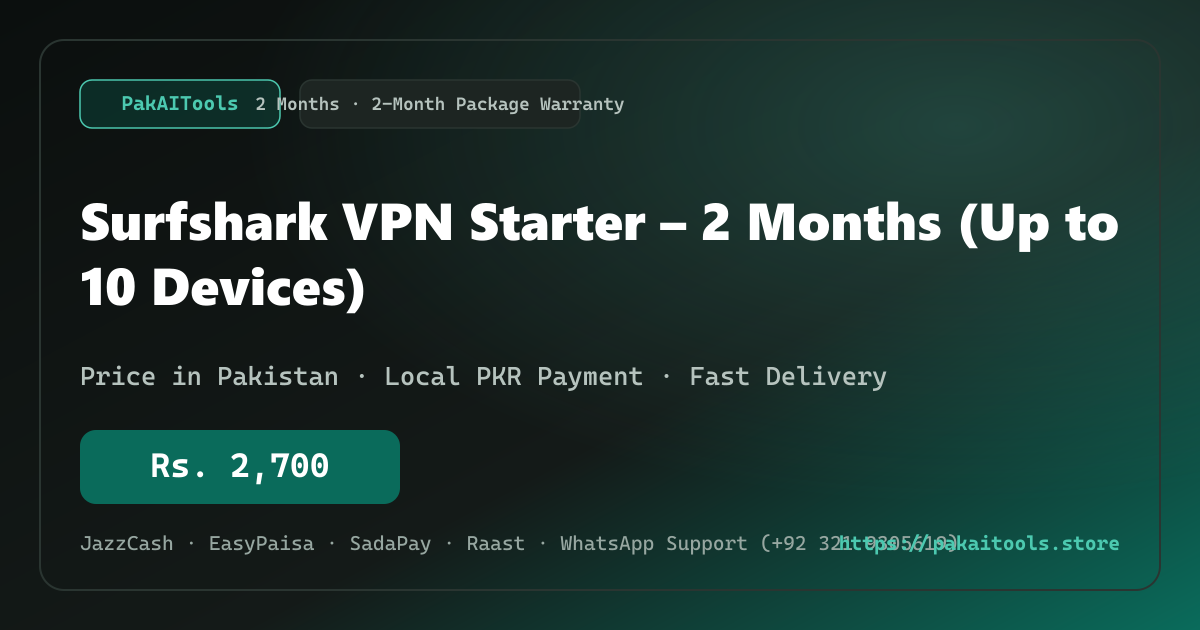 PakAITools 2 Months · 2-Month Package Warranty
Surfshark VPN Starter – 2 Months (Up to
10 Devices)
Price in Pakistan · Local PKR Payment · Fast Delivery
Rs. 2,700
JazzCash · EasyPaisa · SadaPay · Raast · WhatsApp Support (+92 321 https://pakaitools.store